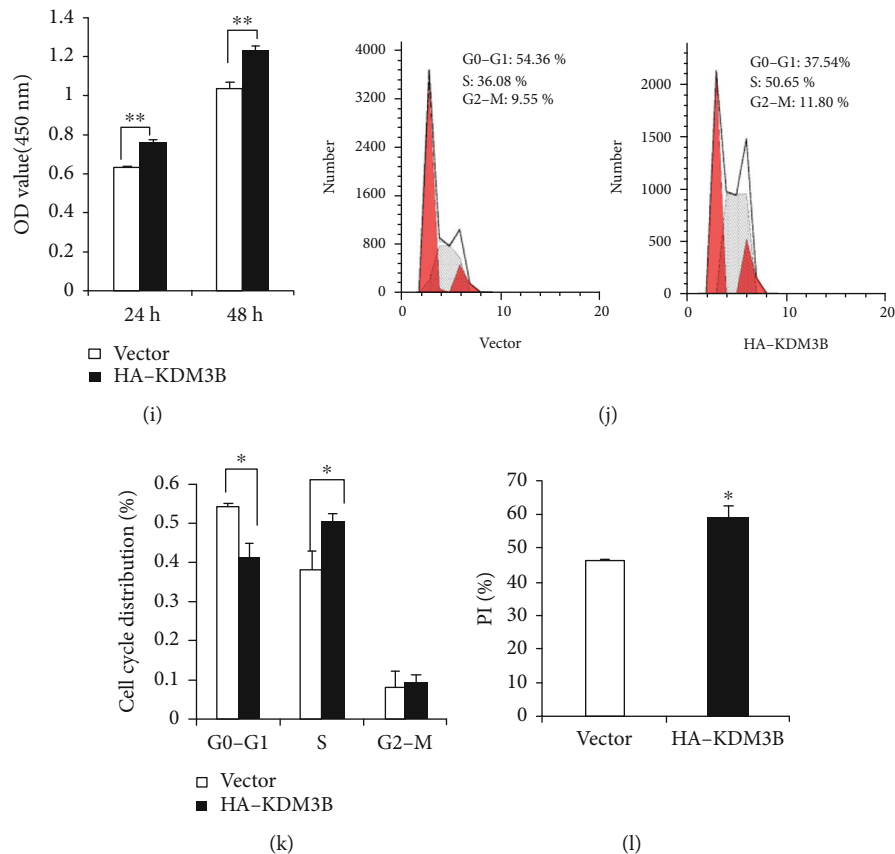 1.4
1.2
1
0.8
0.6
0.4
0.2
0
OD value(450 nm)
**
**
24 h
48 h
Vector
HA–KDM3B
(i)
4000
3200
2400
1600
800
0
Number
G0–G1: 54.36 %
S: 36.08 %
G2–M: 9.55 %
0
10
20
Vector
2000
1500
1000
500
0
Number
G0–G1: 37.54%
S: 50.65 %
G2–M: 11.80 %
0
10
20
HA–KDM3B
(j)
0.6
0.5
0.4
0.3
0.2
0.1
0
Cell cycle distribution (%)
*
*
G0–G1
S
G2–M
Vector
HA–KDM3B
(k)
70
60
50
40
30
20
10
0
PI (%)
*
Vector
HA–KDM3B
(l)